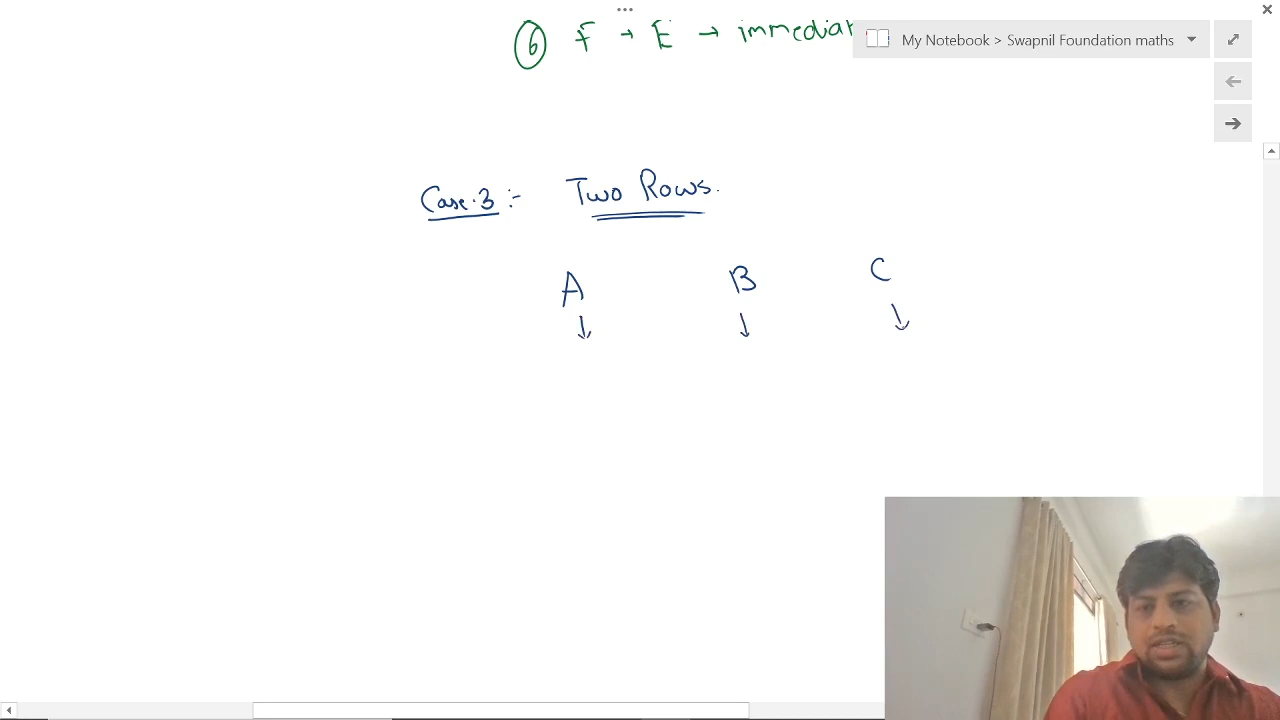 ⑥ F → E → immediat
My Notebook > Swapnil Foundation maths
Case.3 :- Two Rows.
A B C
↓ ↓ ↓